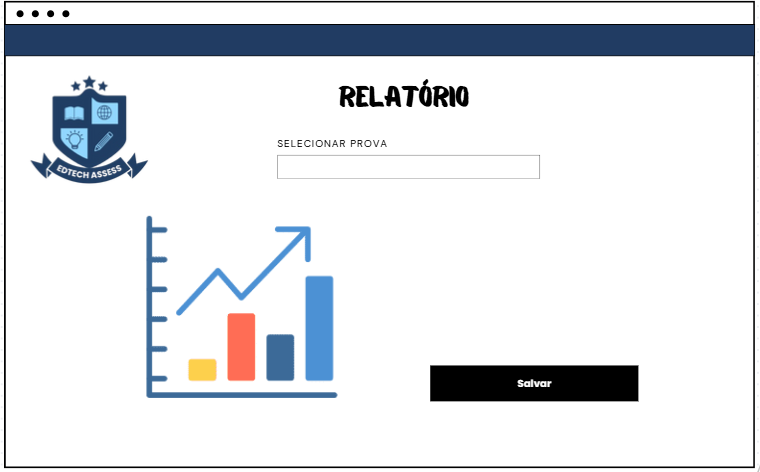 RELATÓRIO
EDTECH ASSESS
SELECIONAR PROVA
Salvar